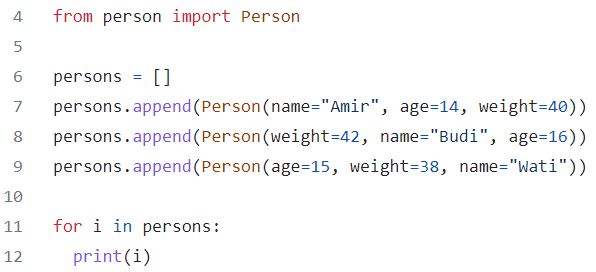 4 from person import Person
5
6 persons = []
7 persons.append(Person(name="Amir", age=14, weight=40))
8 persons.append(Person(weight=42, name="Budi", age=16))
9 persons.append(Person(age=15, weight=38, name="Wati"))
10
11 for i in persons:
12   print(i)